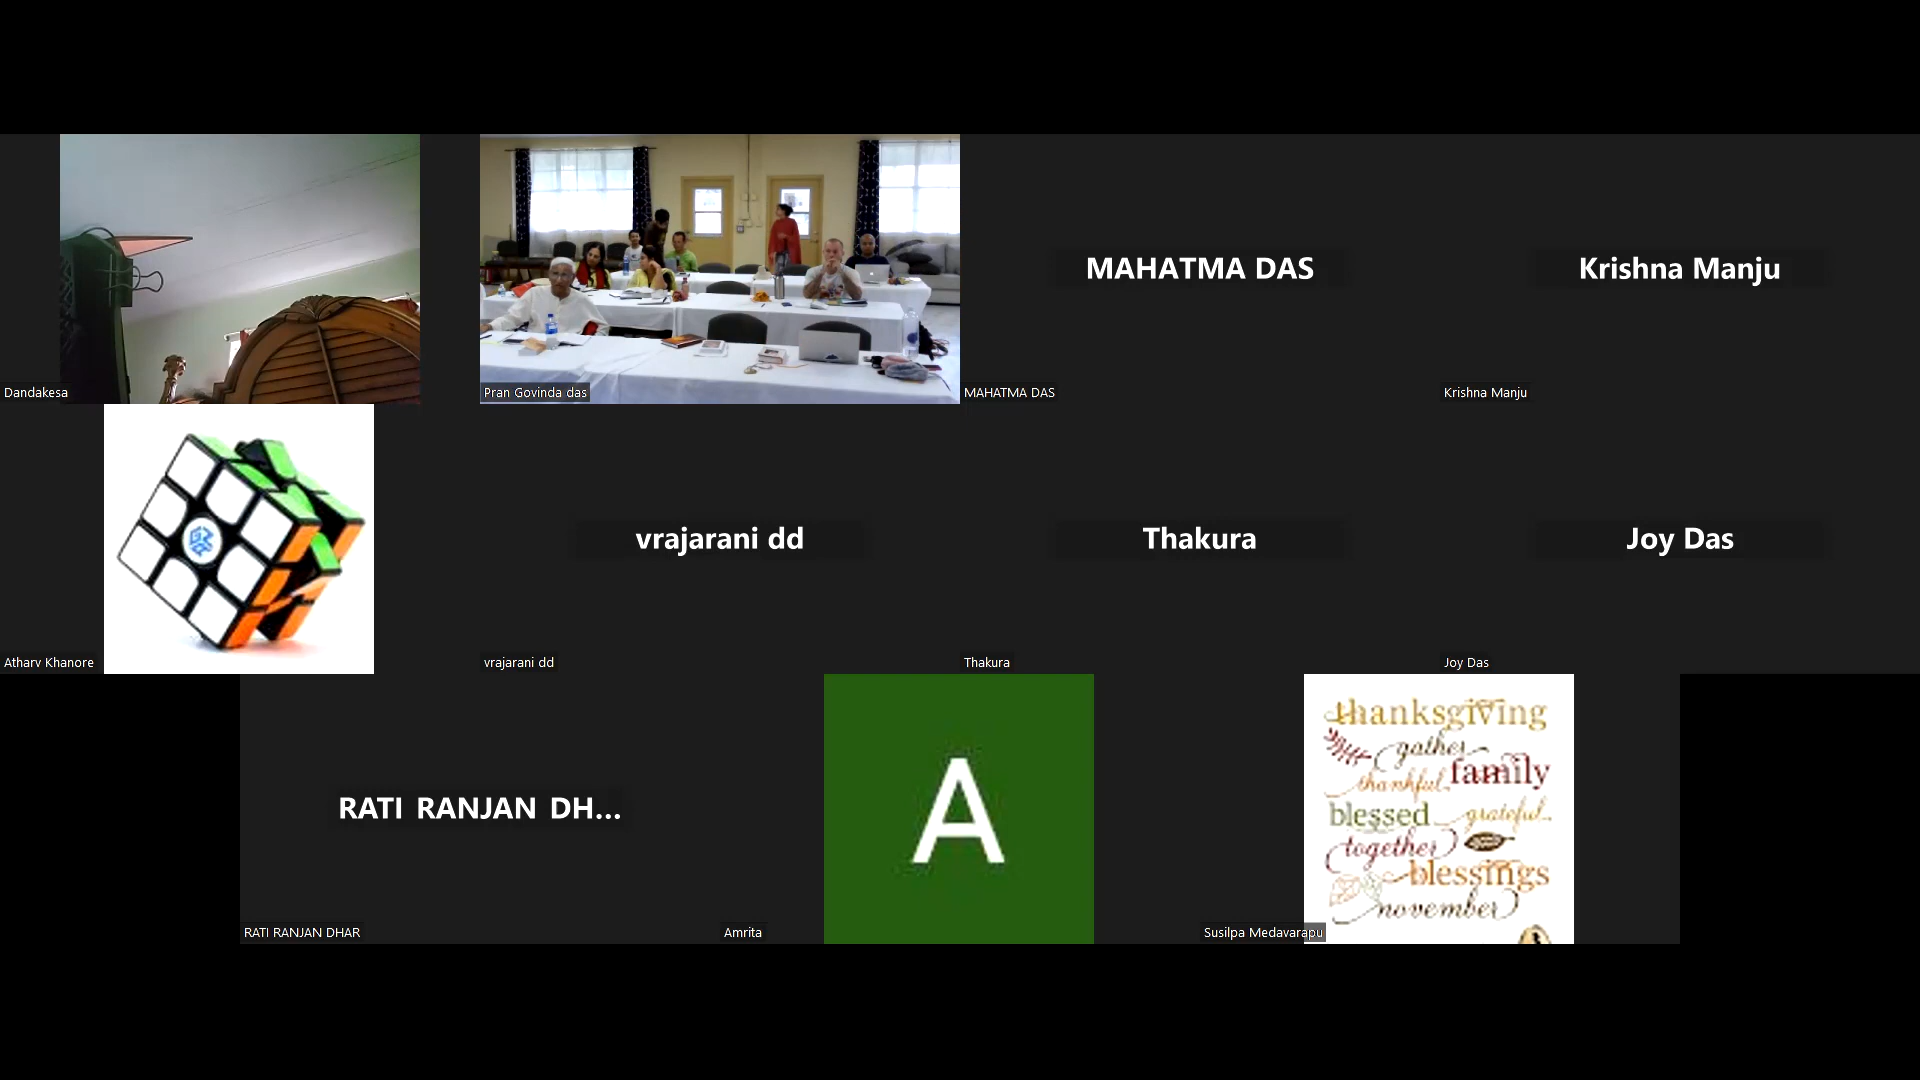 Dandakesa
Pran Govinda das
MAHATMA DAS
MAHATMA DAS
Krishna Manju
Krishna Manju
Atharv Khanore
vrajarani dd
vrajarani dd
Thakura
Thakura
Joy Das
Joy Das
RATI RANJAN DH...
RATI RANJAN DHAR
A
Amrita
thanksgiving
gather
family
thankful
blessed
grateful
together
blessings
november
Susilpa Medavarapu